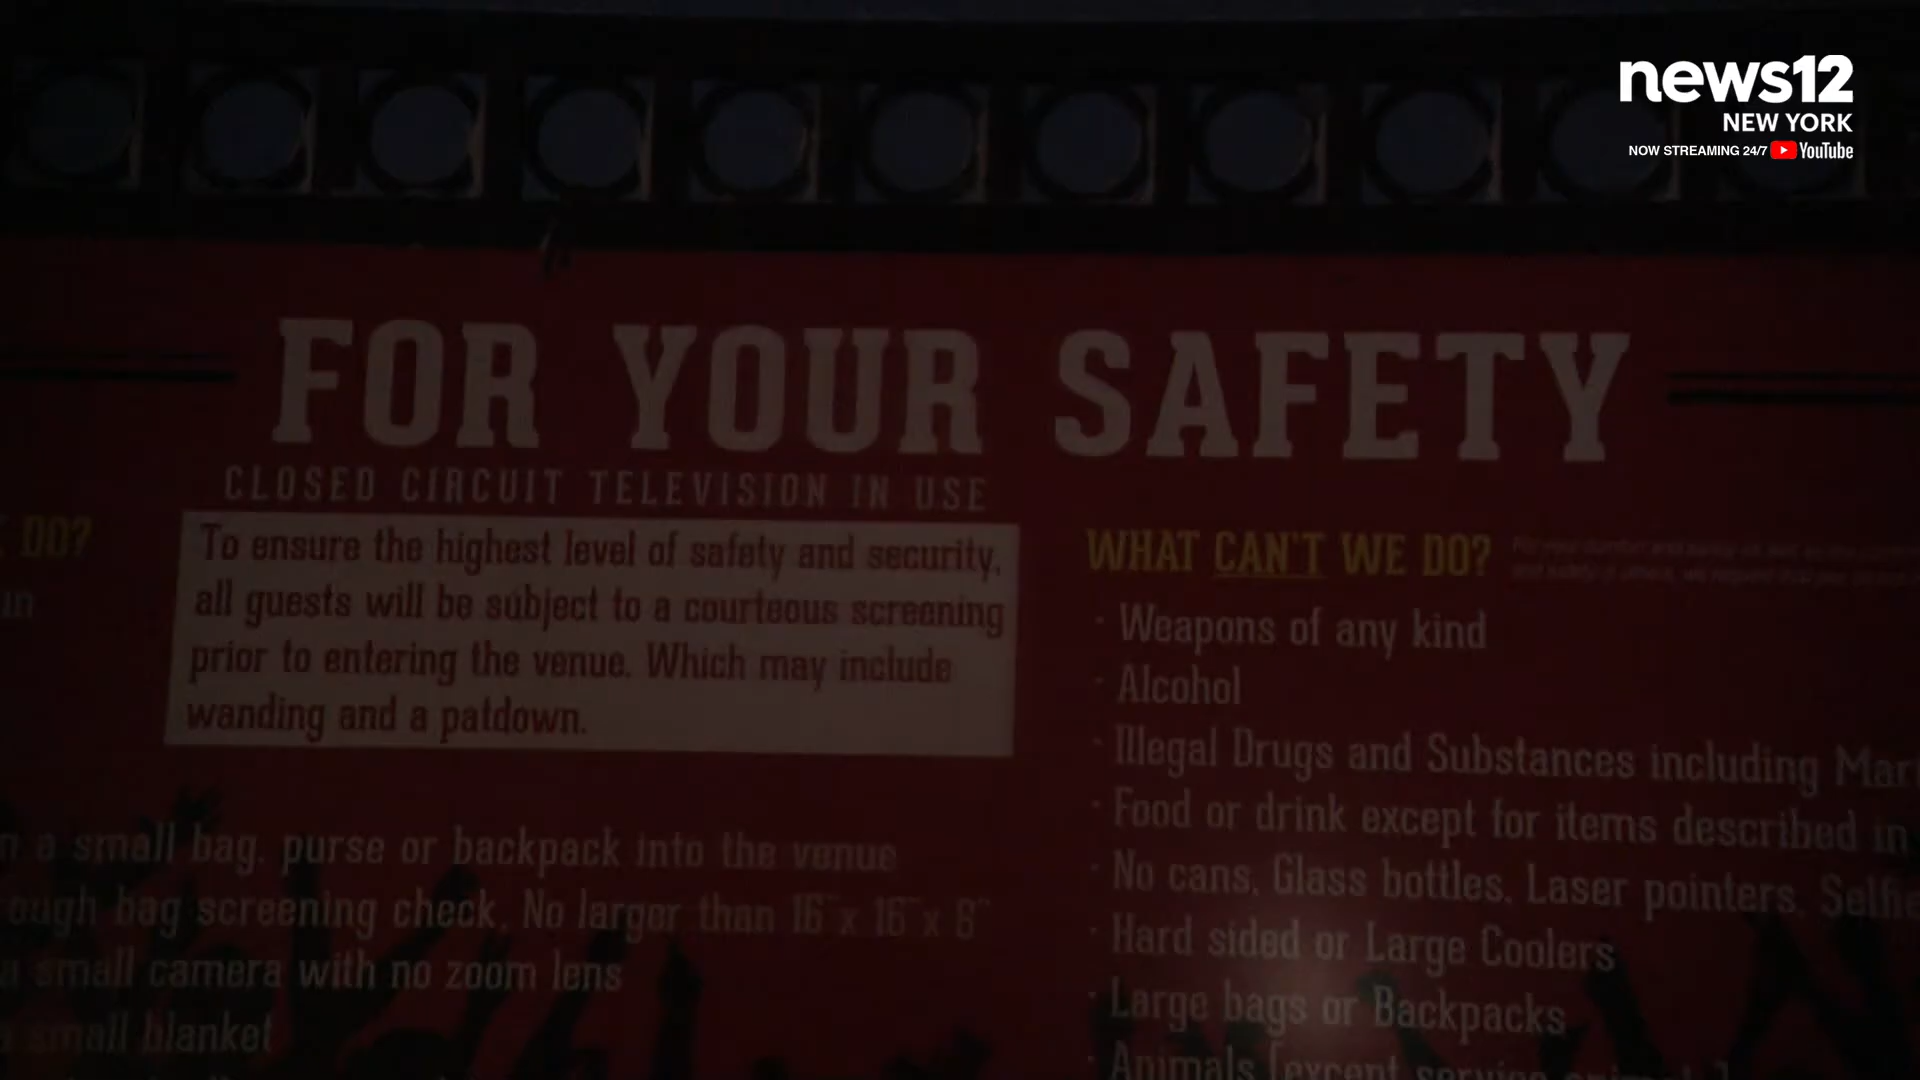 news12
NEW YORK
NOW STREAMING 24/7 YouTube
FOR YOUR SAFETY
CLOSED CIRCUIT TELEVISION IN USE
DO?
To ensure the highest level of safety and security,
all guests will be subject to a courteous screening
prior to entering the venue. Which may include
wanding and a patdown.
a small bag, purse or backpack into the venue
bag screening check. No larger than 16" x 16" x 8"
a small camera with no zoom lens
a small blanket
WHAT CAN'T WE DO?
· Weapons of any kind
· Alcohol
· Illegal Drugs and Substances including
· Food or drink except for items described in
· No cans, Glass bottles, Laser pointers,
· Hard sided or Large Coolers
· Large bags or Backpacks
· Animals [except service